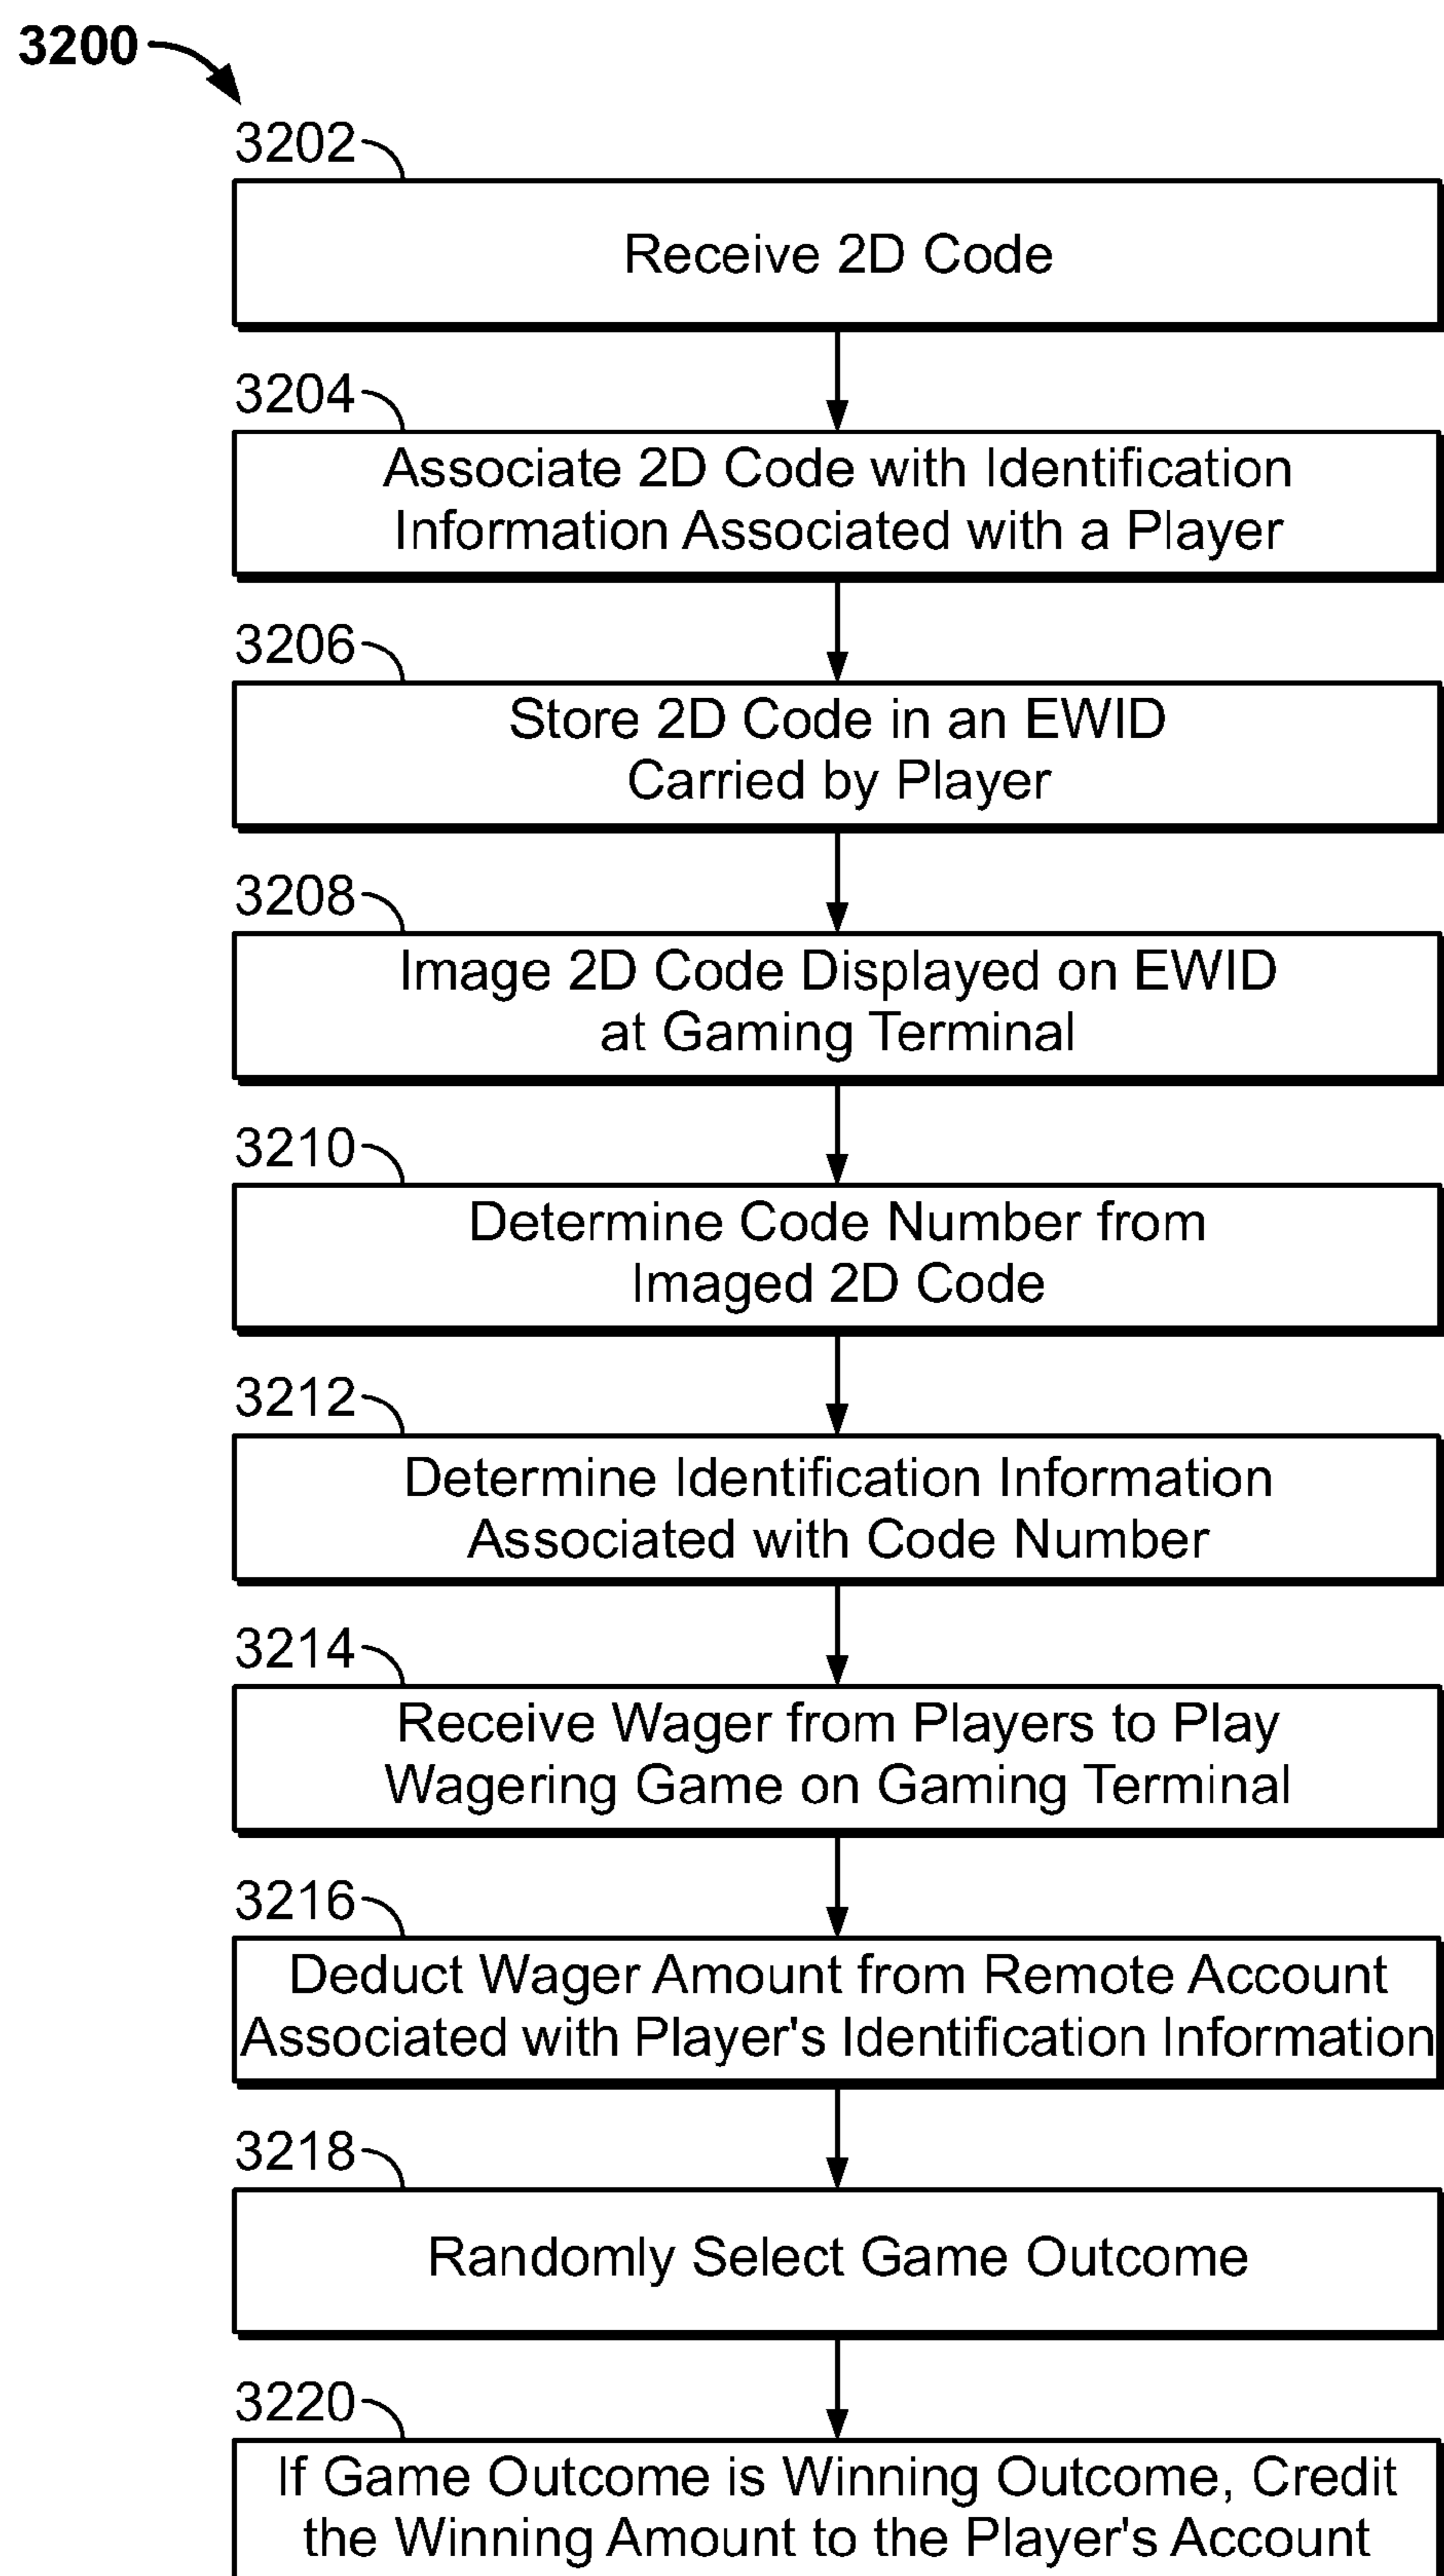 3200
3202
Receive 2D Code
3204
Associate 2D Code with Identification
Information Associated with a Player
3206
Store 2D Code in an EWID
Carried by Player
3208
Image 2D Code Displayed on EWID
at Gaming Terminal
3210
Determine Code Number from
Imaged 2D Code
3212
Determine Identification Information
Associated with Code Number
3214
Receive Wager from Players to Play
Wagering Game on Gaming Terminal
3216
Deduct Wager Amount from Remote Account
Associated with Player's Identification Information
3218
Randomly Select Game Outcome
3220
If Game Outcome is Winning Outcome, Credit
the Winning Amount to the Player's Account